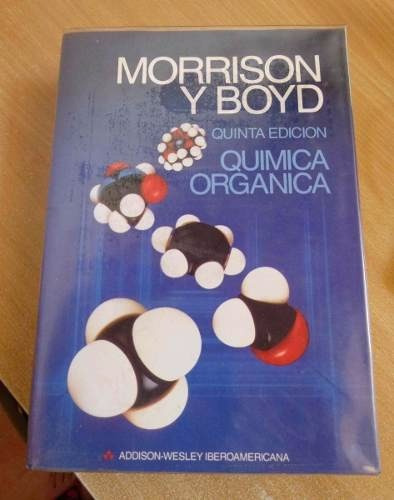 MORRISON
Y BOYD
QUINTA EDICION
QUIMICA
ORGANICA
ADDISON-WESLEY IBEROAMERICANA